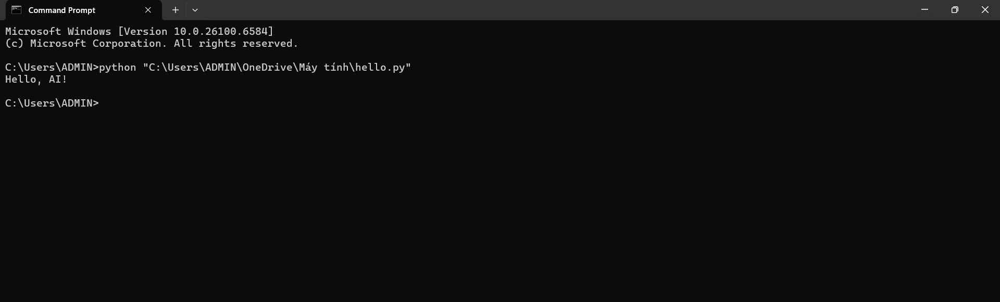 Command Prompt
Microsoft Windows [Version 10.0.26100.6584]
(c) Microsoft Corporation. All rights reserved.
C:\Users\ADMIN>python "C:\Users\ADMIN\OneDrive\Máy tính\hello.py"
Hello, AI!
C:\Users\ADMIN>